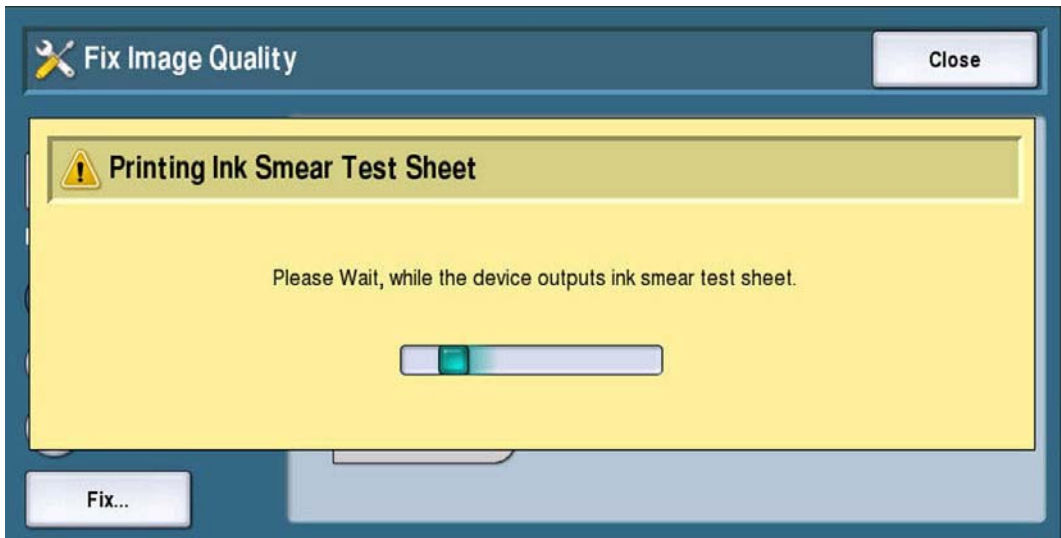 Fix Image Quality
Close
Printing Ink Smear Test Sheet
Please Wait, while the device outputs ink smear test sheet.
Fix...